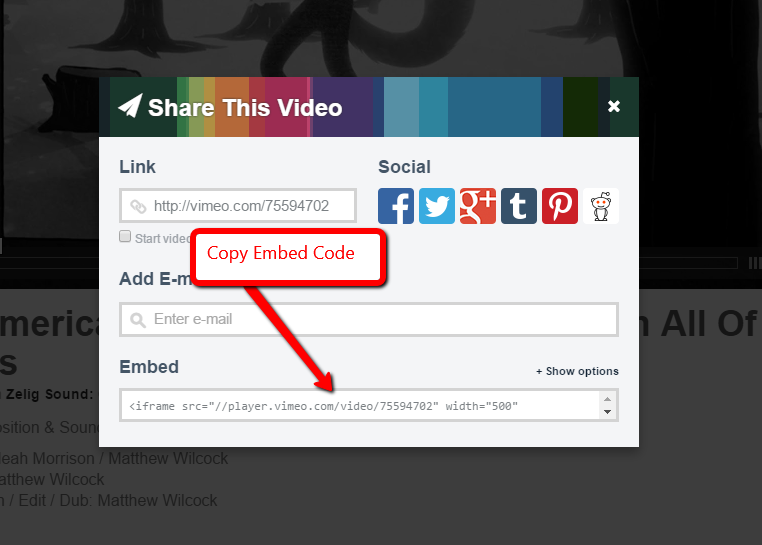 Share This Video
×
Link
Social
http://vimeo.com/75594702
f
g+
t
Start video
Copy Embed Code
Add E-m
Enter e-mail
Embed
+ Show options
<iframe src="//player.vimeo.com/video/75594702" width="500"
merica
n All Of
s
Zelig Sound:
osition & Soun
eah Morrison / Matthew Wilcock
atthew Wilcock
n / Edit / Dub: Matthew Wilcock